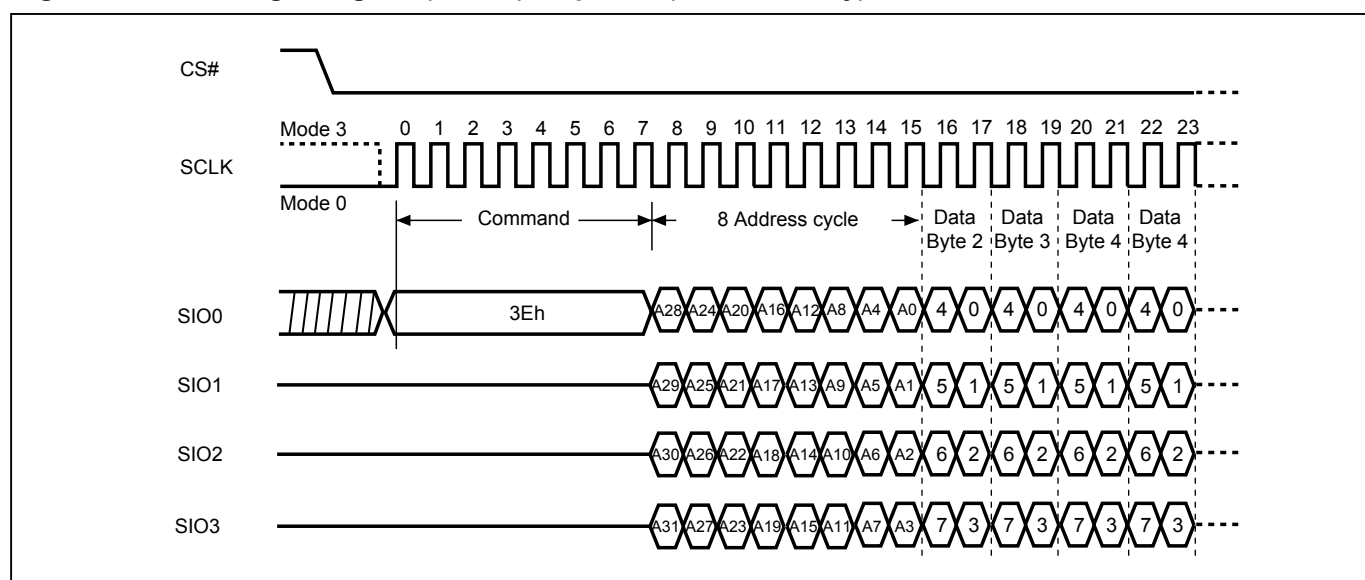 CS#
Mode 3
0 1 2 3 4 5 6 7 8 9 10 11 12 13 14 15 16 17 18 19 20 21 22 23
SCLK
Mode 0
Command
8 Address cycle
Data Data Data Data
Byte 2 Byte 3 Byte 4 Byte 4
SIO0 3Eh A28 A24 A20 A16 A12 A8 A4 A0 4 0 4 0 4 0 4 0
SIO1 A29 A25 A21 A17 A13 A9 A5 A1 5 1 5 1 5 1 5 1
SIO2 A30 A26 A22 A18 A14 A10 A6 A2 6 2 6 2 6 2 6 2
SIO3 A31 A27 A23 A19 A15 A11 A7 A3 7 3 7 3 7 3 7 3